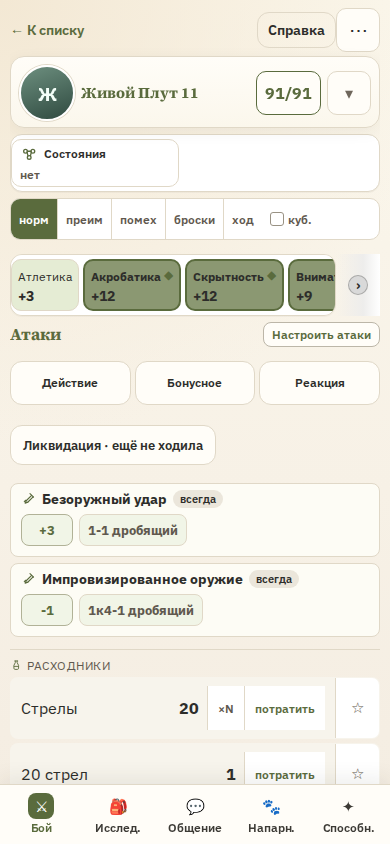 ← К списку
Справка
...
Ж
Живой Плут 11
91/91
▼
Состояния
нет
норм
преим
помех
броски
ход
куб.
Атлетика
+3
Акробатика ◆
+12
Скрытность ◆
+12
Внима
+9
›
Атаки
Настроить атаки
Действие
Бонусное
Реакция
Ликвидация · ещё не ходила
Безоружный удар
всегда
+3
1-1 дробящий
Импровизированное оружие
всегда
-1
1к4-1 дробящий
РАСХОДНИКИ
Стрелы
20
×N
потратить
☆
20 стрел
1
потратить
☆
Бой
Исслед.
Общение
Напарн.
Способн.